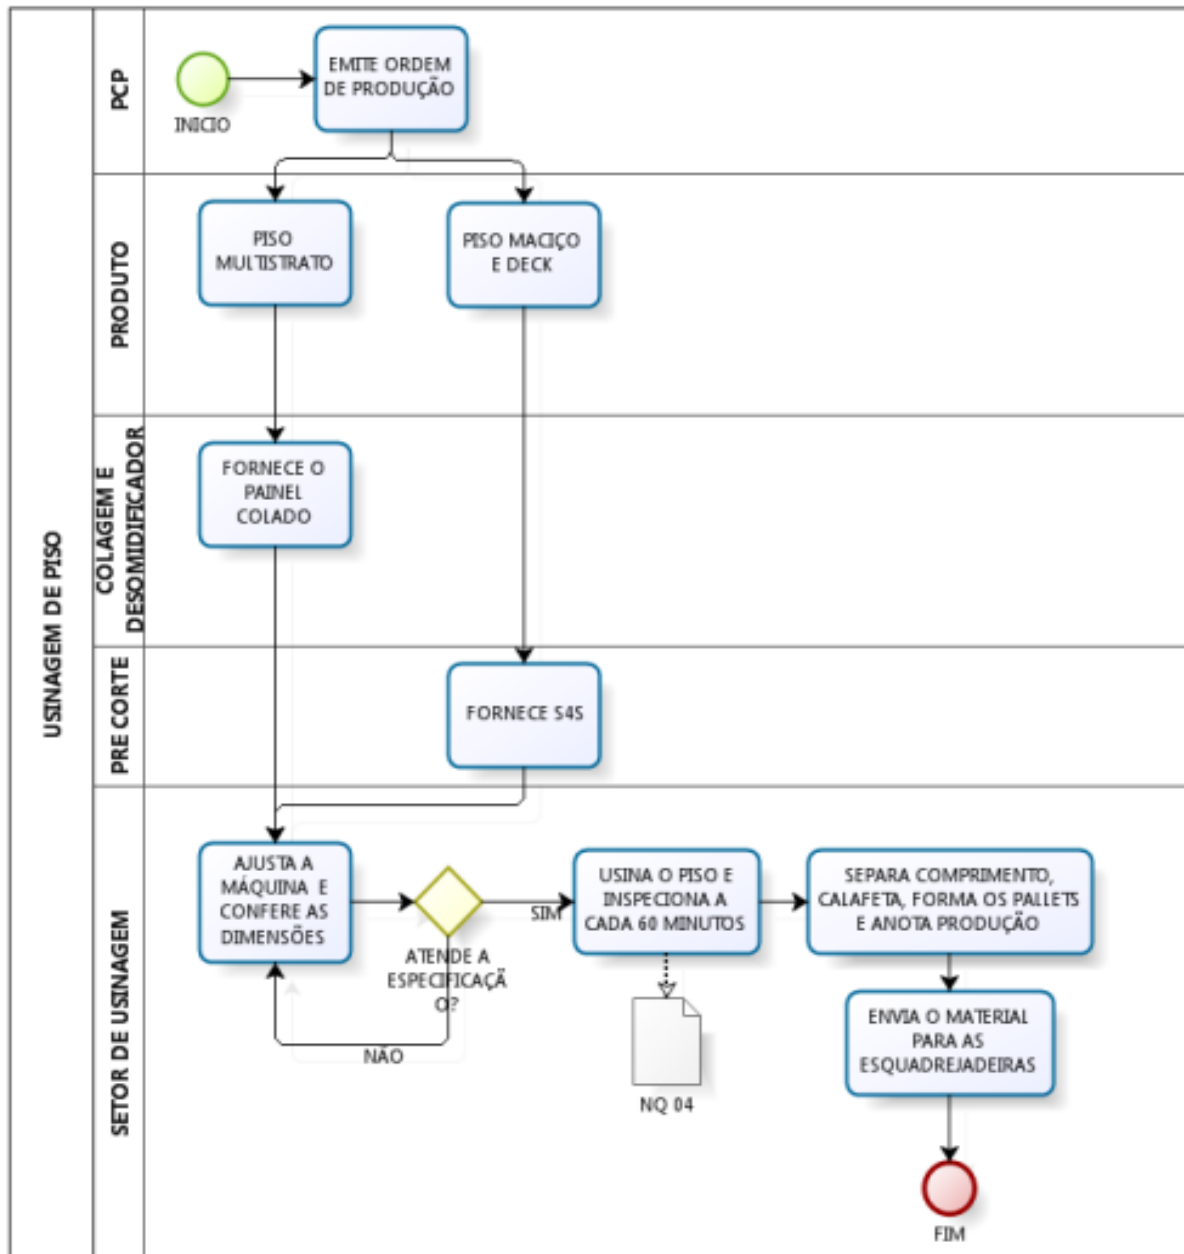 USINAGEM DE PISO
PCP
INICIO
EMITE ORDEM
DE PRODUÇÃO
PRODUTO
PISO
MULTISTRATO
PISO MACIÇO
E DECK
COLAGEM E
DESOMIDIFICADOR
FORNECE O
PAINEL
COLADO
PRE CORTE
FORNECE S4S
SETOR DE USINAGEM
AJUSTA A
MÁQUINA E
CONFERE AS
DIMENSÕES
ATENDE A
ESPECIFICAÇÃ
O?
NÃO
SIM
USINA O PISO E
INSPECIONA A
CADA 60 MINUTOS
NQ 04
SEPARA COMPRIMENTO,
CALAFETA, FORMA OS PALLETS
E ANOTA PRODUÇÃO
ENVIA O MATERIAL
PARA AS
ESQUADREJADEIRAS
FIM